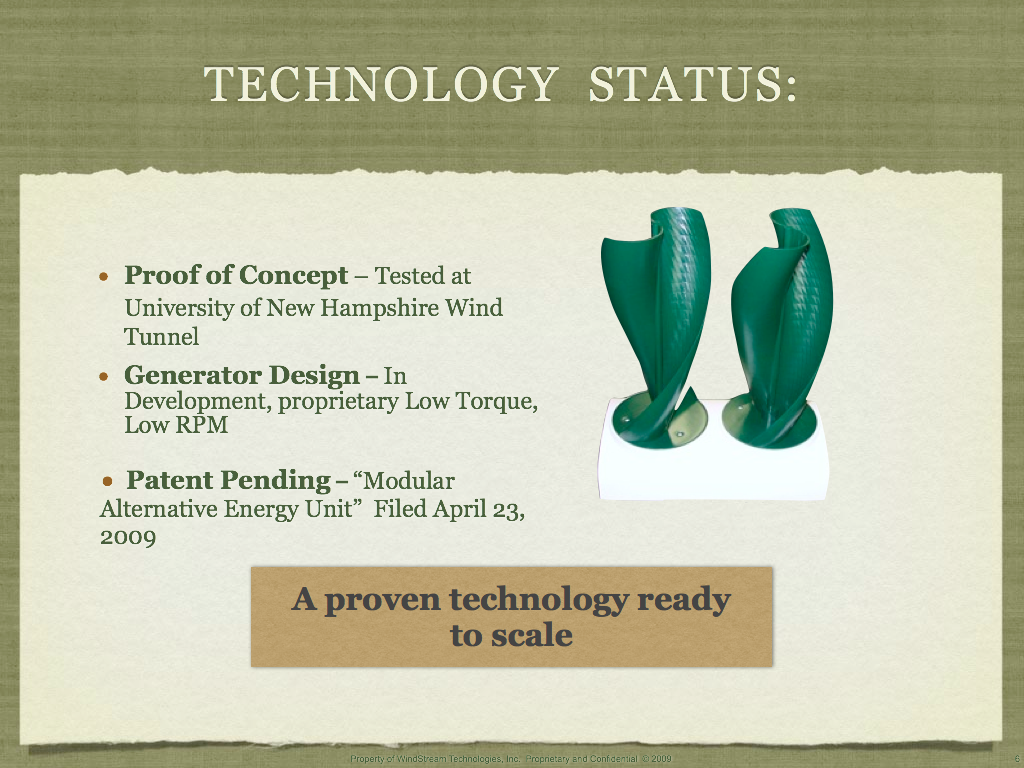 TECHNOLOGY STATUS:
• Proof of Concept – Tested at
University of New Hampshire Wind
Tunnel
• Generator Design – In
Development, proprietary Low Torque,
Low RPM
• Patent Pending – “Modular
Alternative Energy Unit” Filed April 23,
2009
A proven technology ready
to scale
Property of WindStream Technologies, Inc. Proprietary and Confidential © 2009
6